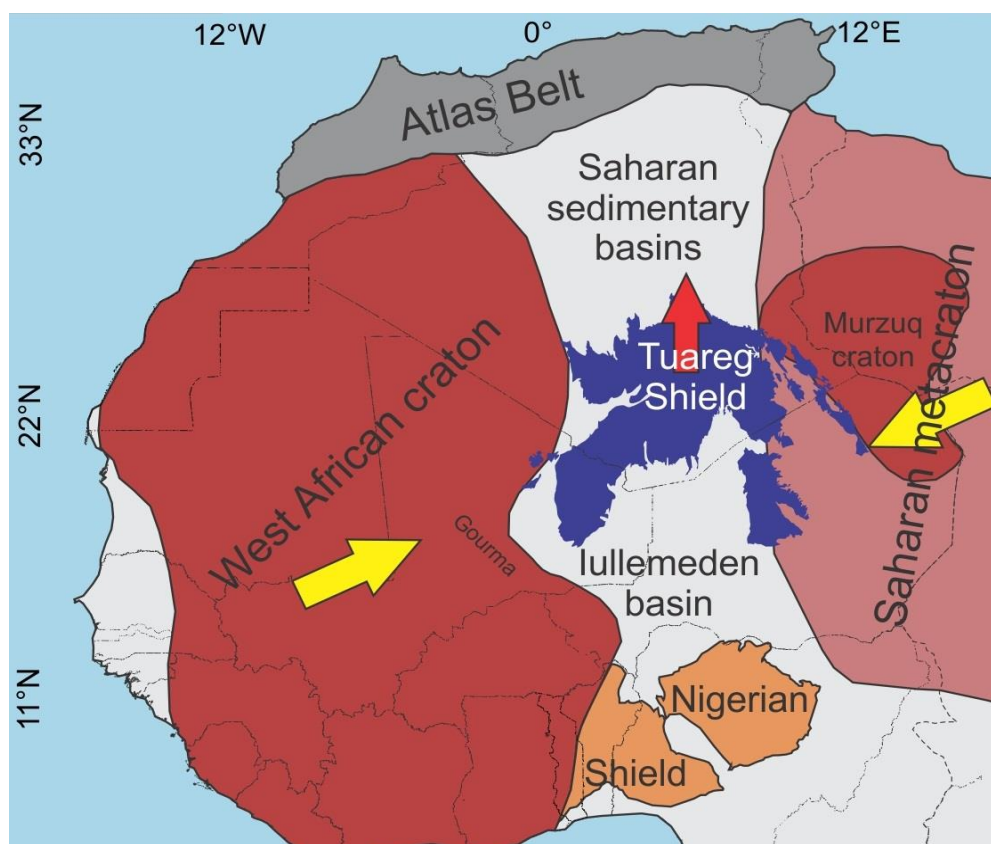 12°W
0°
12°E
33°N
22°N
11°N
Atlas Belt
Saharan
sedimentary
basins
West African craton
Gourma
Tuareg
Shield
Murzuq
craton
Saharan metacraton
Iullemeden
basin
Nigerian
Shield